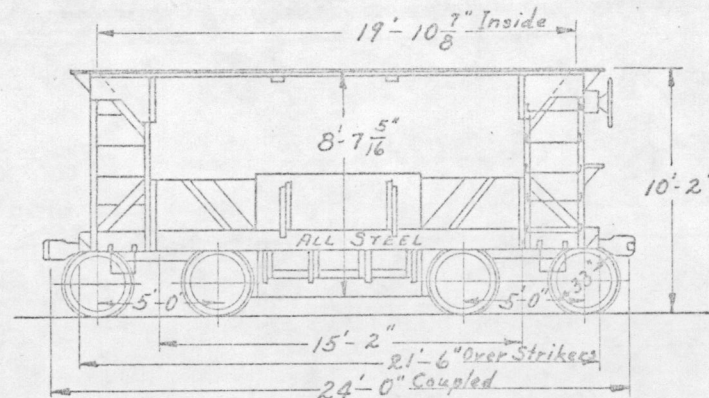 19'-10 7/8" Inside
8'-7 5/16"
10'-2"
ALL STEEL
5'-0"
5'-0"
33"
15'-2"
21'-6" Over Strikers
24'-0" Coupled